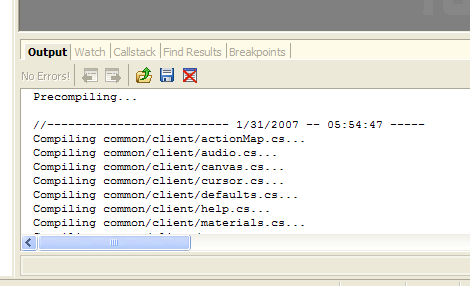 Output Watch Callstack Find Results Breakpoints
No Errors!
Precompiling...
//-------------------------- 1/31/2007 -- 05:54:47 -----
Compiling common/client/actionMap.cs...
Compiling common/client/audio.cs...
Compiling common/client/canvas.cs...
Compiling common/client/cursor.cs...
Compiling common/client/defaults.cs...
Compiling common/client/help.cs...
Compiling common/client/materials.cs...